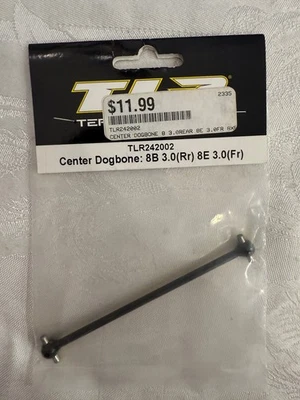 TLR
$11.99
2335
TLR242002
CENTER DOGBONE 8 3.0REAR 8E 3.0FR
TLR242002
Center Dogbone: 8B 3.0(Rr) 8E 3.0(Fr)